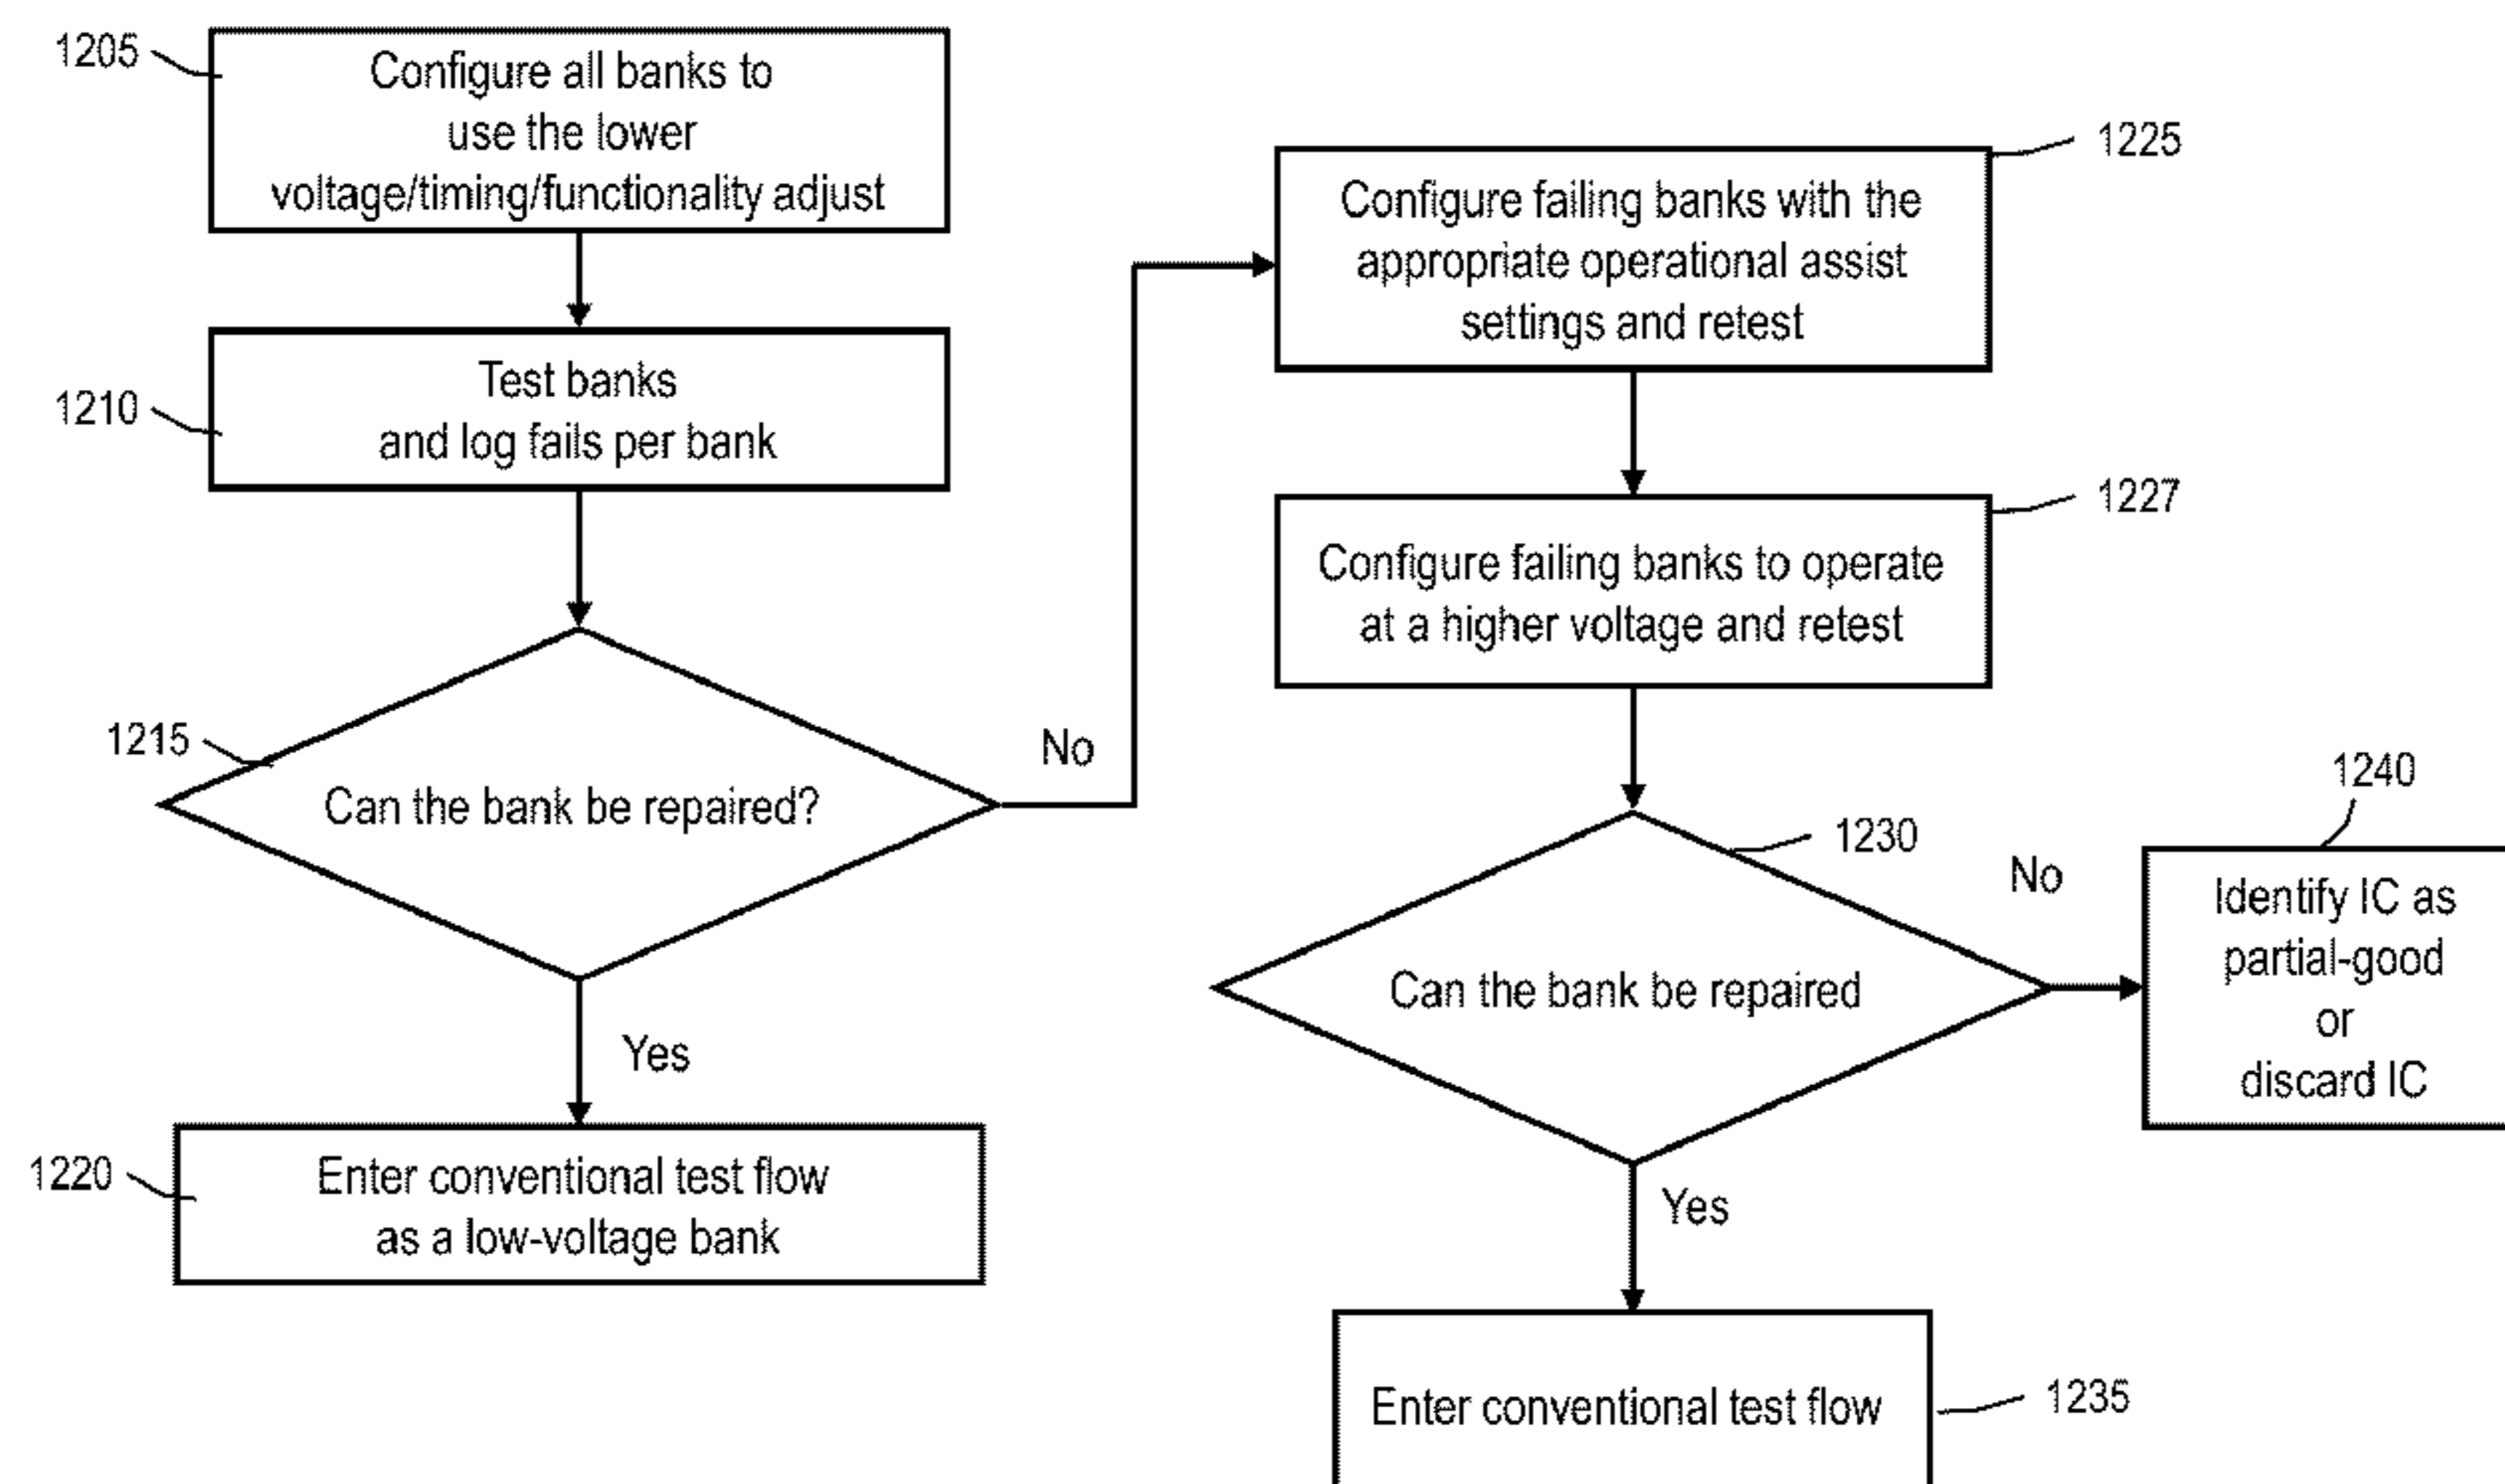 1205
Configure all banks to
use the lower
voltage/timing/functionality adjust
1210
Test banks
and log fails per bank
1215
Can the bank be repaired?
No
Yes
1220
Enter conventional test flow
as a low-voltage bank
1225
Configure failing banks with the
appropriate operational assist
settings and retest
1227
Configure failing banks to operate
at a higher voltage and retest
1230
Can the bank be repaired
No
1240
Identify IC as
partial-good
or
discard IC
Yes
Enter conventional test flow
1235